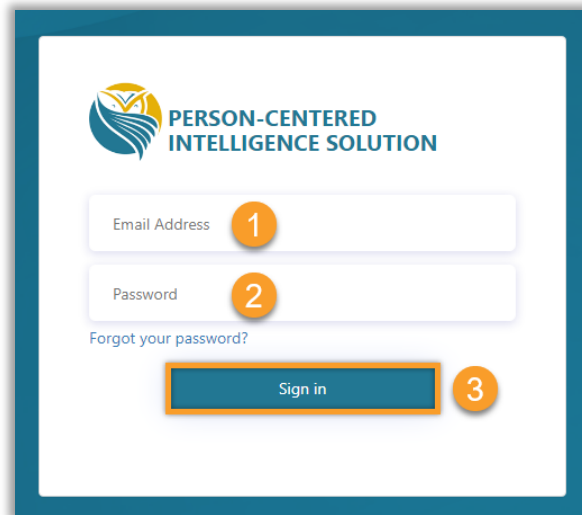 PERSON-CENTERED
INTELLIGENCE SOLUTION
Email Address 1
Password 2
Forgot your password?
Sign in 3